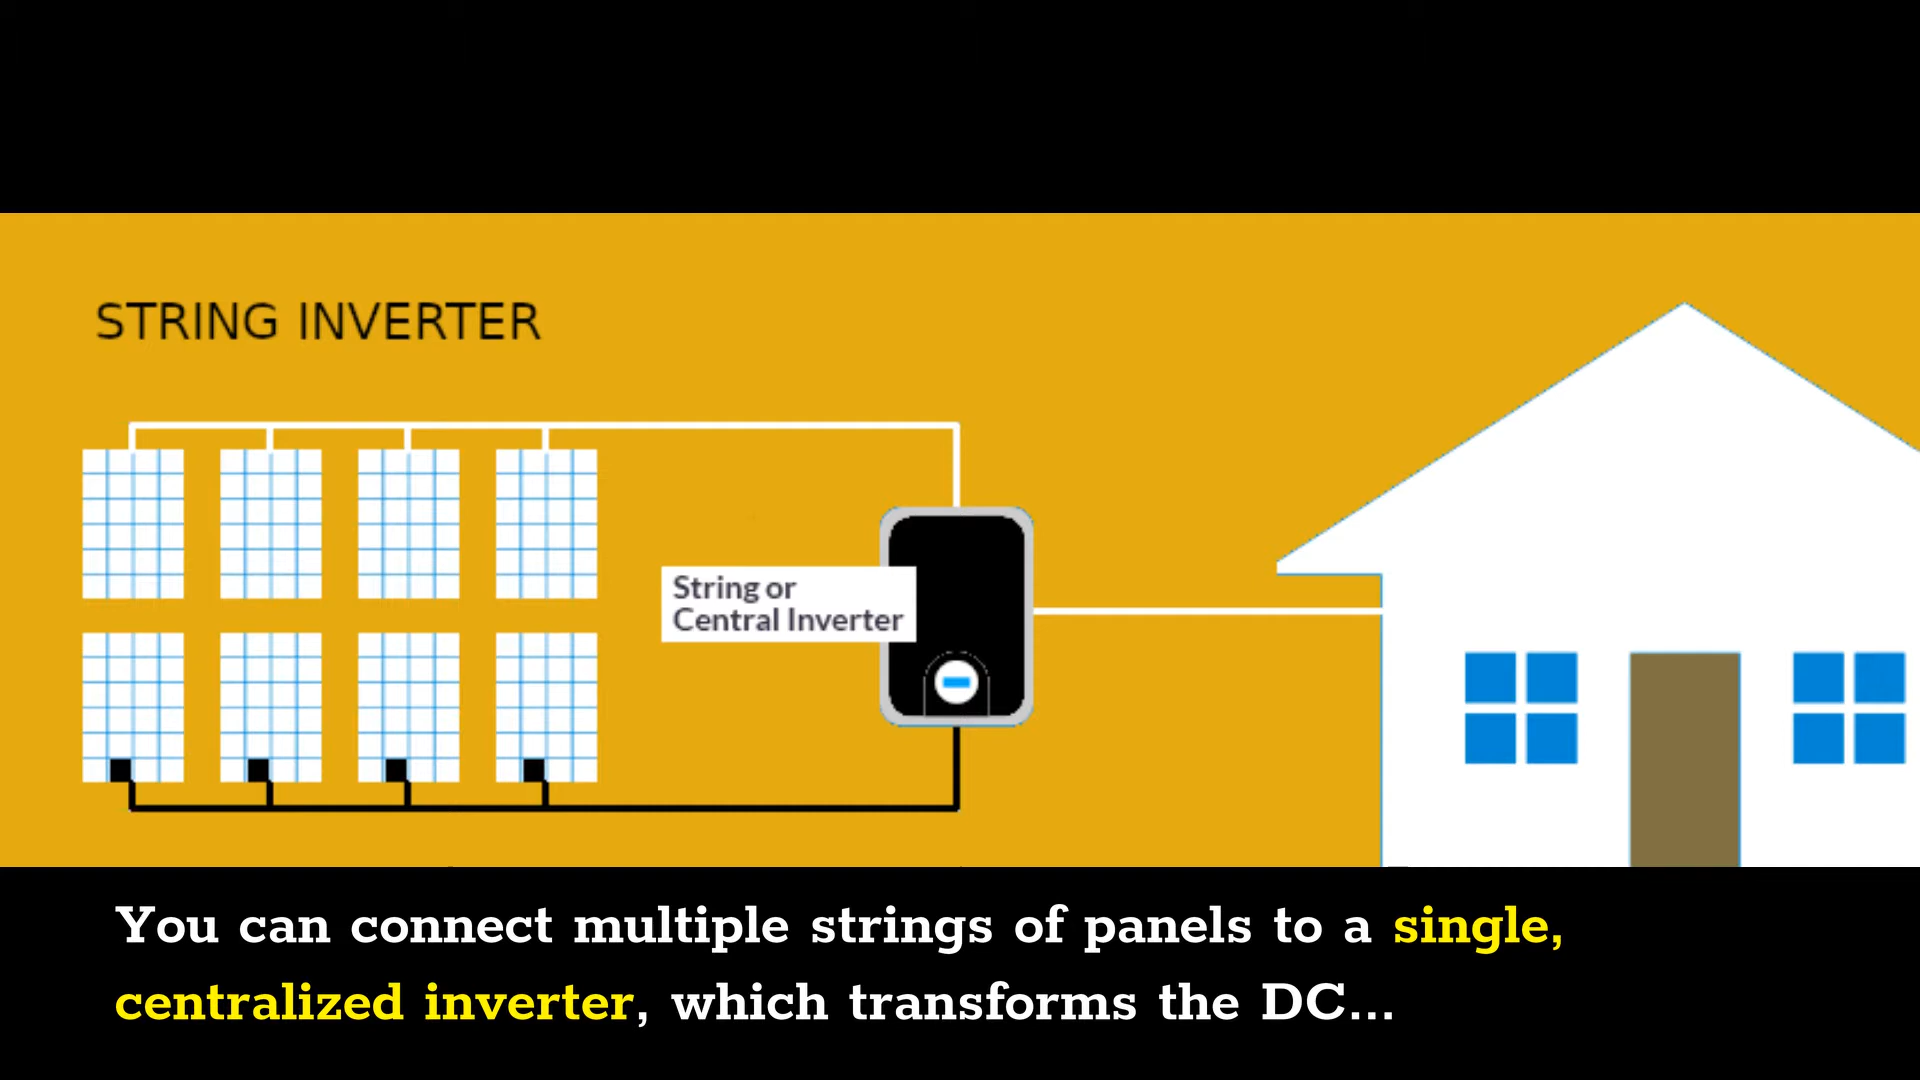 STRING INVERTER
String or
Central Inverter
You can connect multiple strings of panels to a single,
centralized inverter, which transforms the DC...